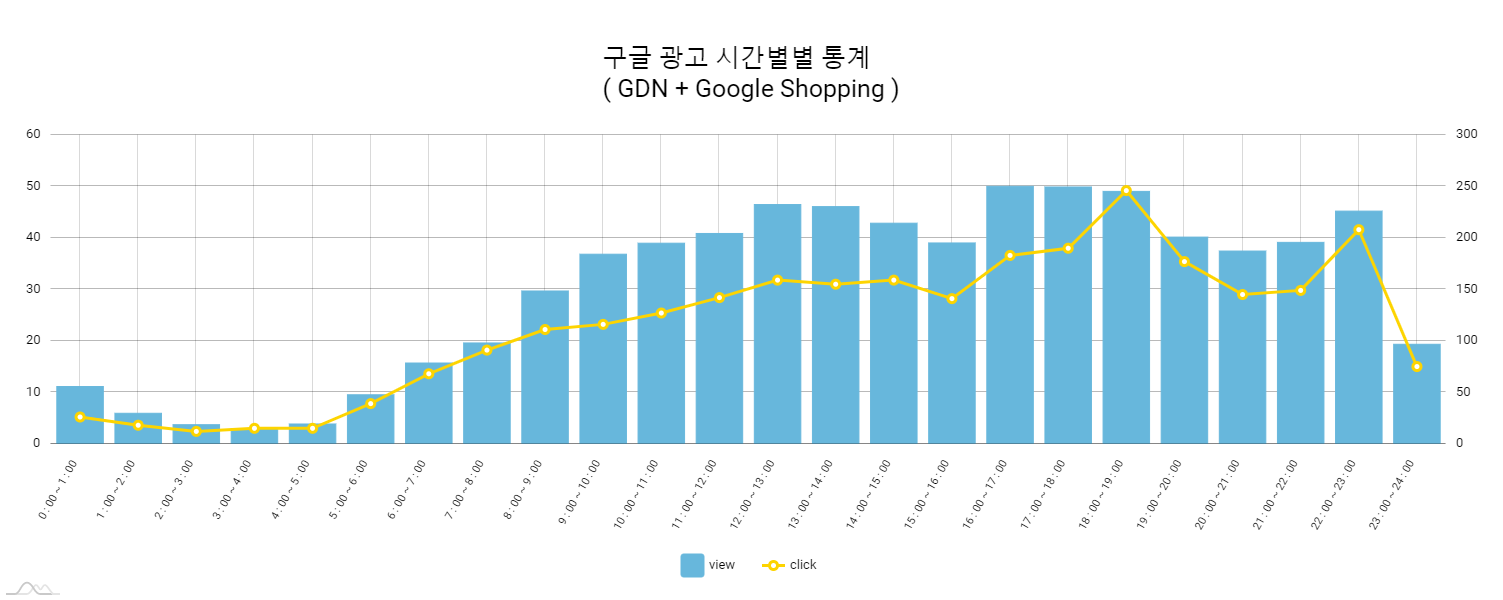 구글 광고 시간별별 통계
( GDN + Google Shopping )
60
50
40
30
20
10
0
300
250
200
150
100
50
0
0 : 00 ~ 1 : 00
1 : 00 ~ 2 : 00
2 : 00 ~ 3 : 00
3 : 00 ~ 4 : 00
4 : 00 ~ 5 : 00
5 : 00 ~ 6 : 00
6 : 00 ~ 7 : 00
7 : 00 ~ 8 : 00
8 : 00 ~ 9 : 00
9 : 00 ~ 10 : 00
10 : 00 ~ 11 : 00
11 : 00 ~ 12 : 00
12 : 00 ~ 13 : 00
13 : 00 ~ 14 : 00
14 : 00 ~ 15 : 00
15 : 00 ~ 16 : 00
16 : 00 ~ 17 : 00
17 : 00 ~ 18 : 00
18 : 00 ~ 19 : 00
19 : 00 ~ 20 : 00
20 : 00 ~ 21 : 00
21 : 00 ~ 22 : 00
22 : 00 ~ 23 : 00
23 : 00 ~ 24 : 00
view
click